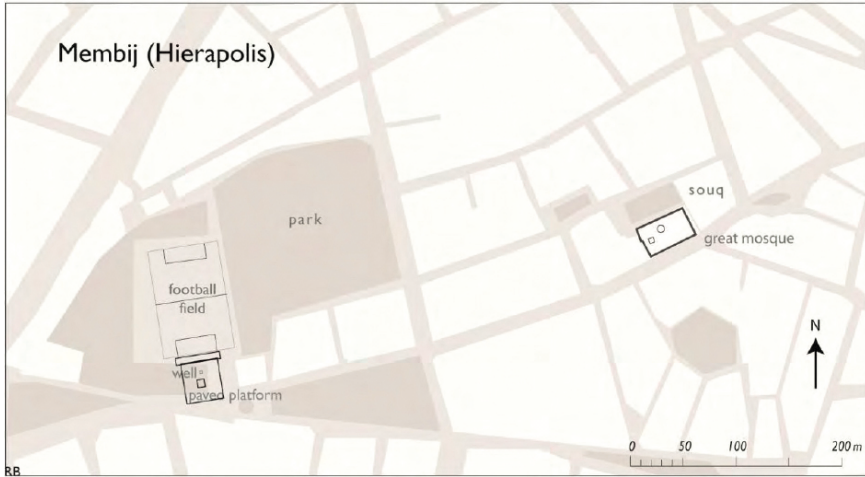 Membij (Hierapolis)
park
souq
great mosque
football
field
well
paved platform
N
0 50 100 200 m
RB